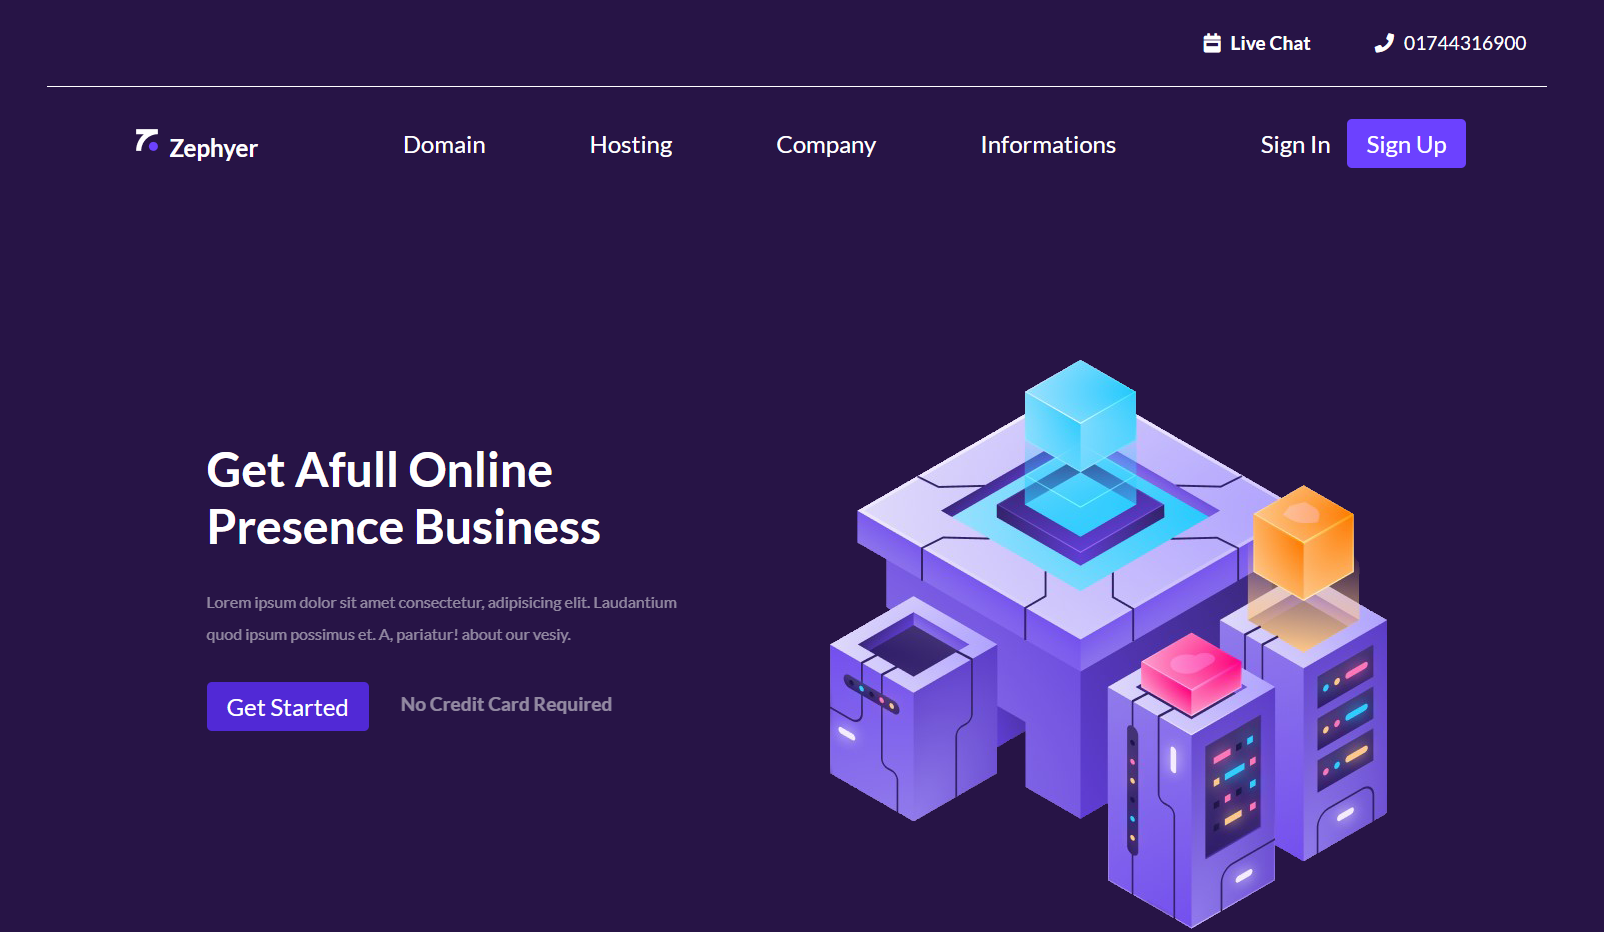 Live Chat 01744316900
Zephyer Domain Hosting Company Informations Sign In Sign Up
Get Afull Online
Presence Business
Lorem ipsum dolor sit amet consectetur, adipisicing elit. Laudantium
quod ipsum possimus et. A, pariatur! about our vesiy.
Get Started No Credit Card Required